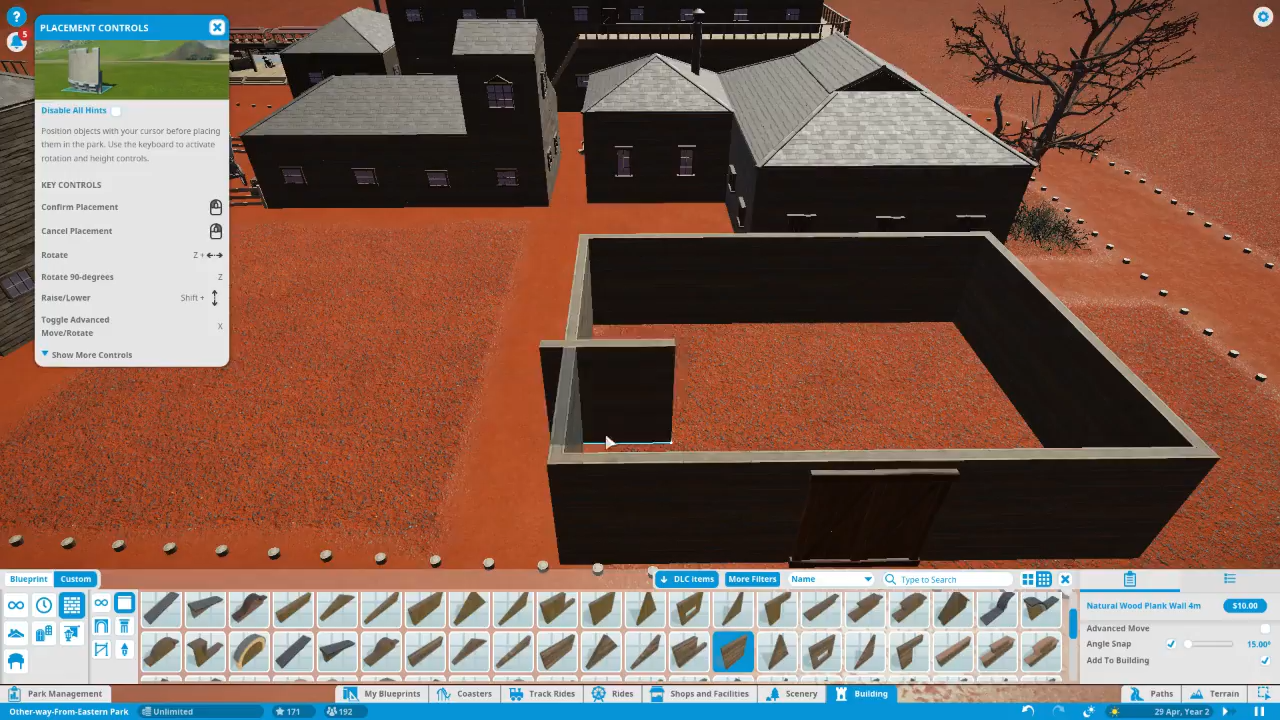 PLACEMENT CONTROLS
?
5
Disable All Hints
Position objects with your cursor before placing
them in the park. Use the keyboard to activate
rotation and height controls.
KEY CONTROLS
Confirm Placement
Cancel Placement
Rotate Z +
Rotate 90-degrees Z
Raise/Lower Shift +
Toggle Advanced
Move/Rotate X
Show More Controls
Blueprint Custom
DLC items More Filters Name Type to Search
Natural Wood Plank Wall 4m $10.00
Advanced Move
Angle Snap 15.00°
Add To Building
Park Management My Blueprints Coasters Track Rides Rides Shops and Facilities Scenery Building Paths Terrain
Other-way-From-Eastern Park Unlimited 171 192 29 Apr, Year 2